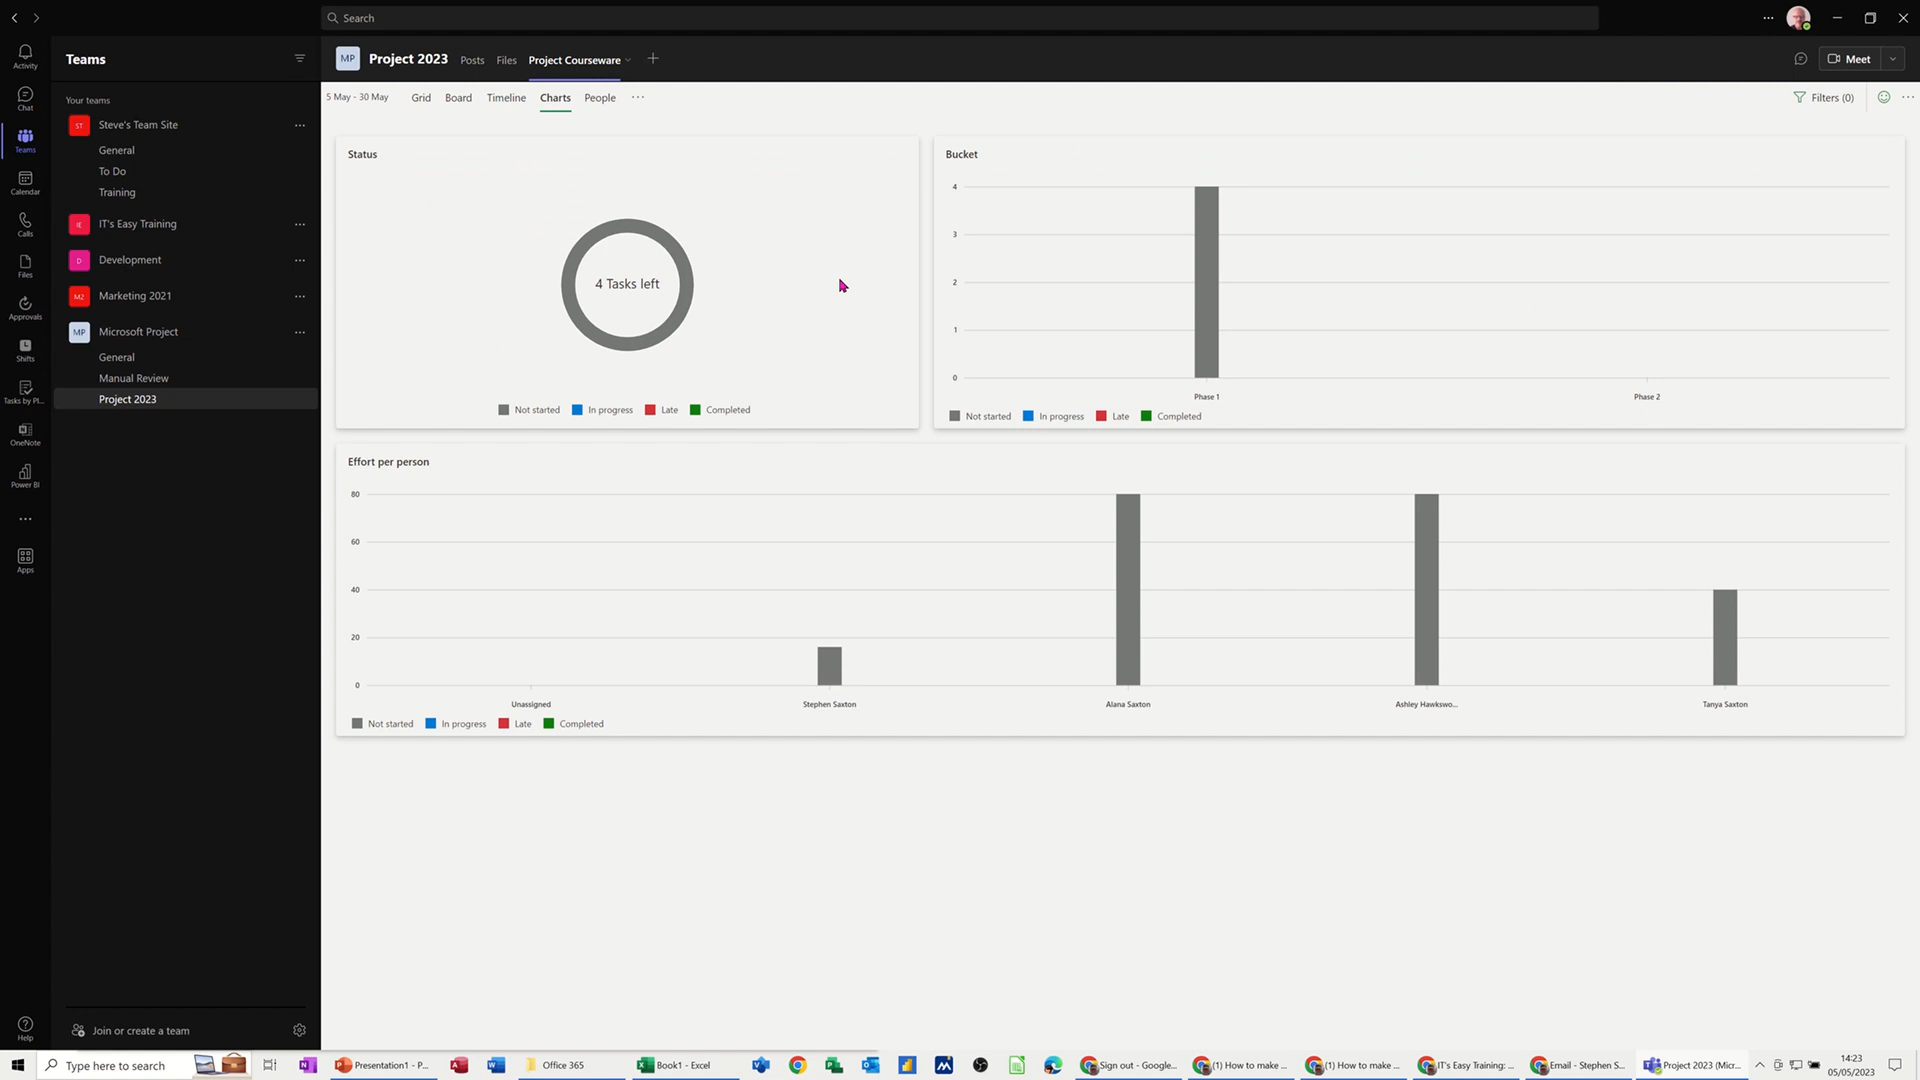 Search
Activity
Chat
Teams
Calendar
Calls
Files
Approvals
Shifts
Tasks by Pl...
OneNote
Power BI
Apps
Help
Teams
Your teams
ST Steve's Team Site
General
To Do
Training
IE IT's Easy Training
D Development
M2 Marketing 2021
MP Microsoft Project
General
Manual Review
Project 2023
Join or create a team
MP Project 2023 Posts Files Project Courseware
Meet
5 May - 30 May Grid Board Timeline Charts People
Filters (0)
Status
4 Tasks left
Not started In progress Late Completed
Bucket
4
3
2
1
0
Phase 1 Phase 2
Not started In progress Late Completed
Effort per person
80
60
40
20
0
Unassigned Stephen Saxton Alana Saxton Ashley Hawkswo... Tanya Saxton
Not started In progress Late Completed
Type here to search
Presentation1 - P...
Office 365
Book1 - Excel
Sign out - Google...
(1) How to make ...
(1) How to make ...
IT's Easy Training: ...
Email - Stephen S...
Project 2023 (Micr...
14:23
05/05/2023